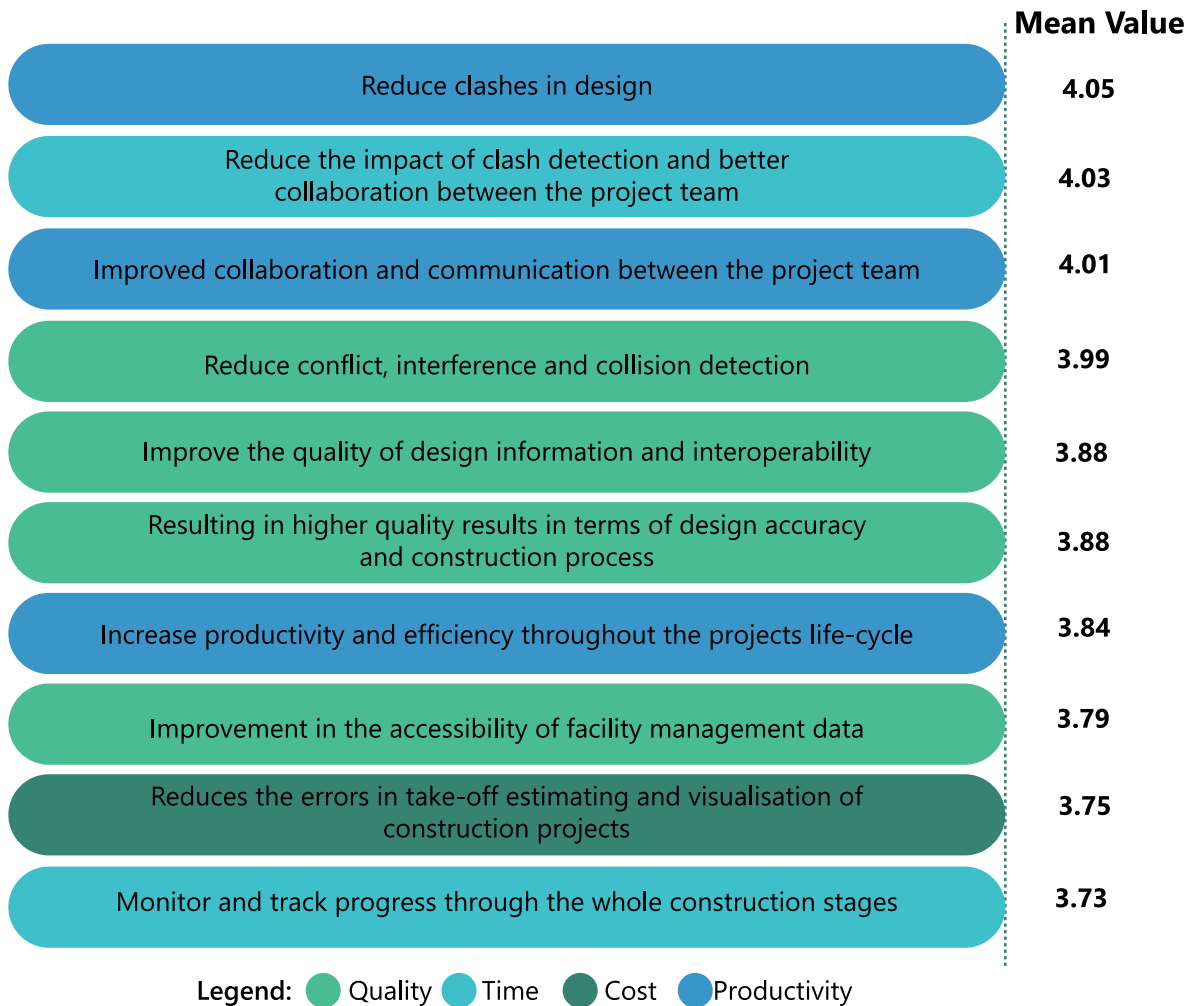 Mean Value
Reduce clashes in design
4.05
Reduce the impact of clash detection and better
collaboration between the project team
4.03
Improved collaboration and communication between the project team
4.01
Reduce conflict, interference and collision detection
3.99
Improve the quality of design information and interoperability
3.88
Resulting in higher quality results in terms of design accuracy
and construction process
3.88
Increase productivity and efficiency throughout the projects life-cycle
3.84
Improvement in the accessibility of facility management data
3.79
Reduces the errors in take-off estimating and visualisation of
construction projects
3.75
Monitor and track progress through the whole construction stages
3.73
Legend: Quality Time Cost Productivity